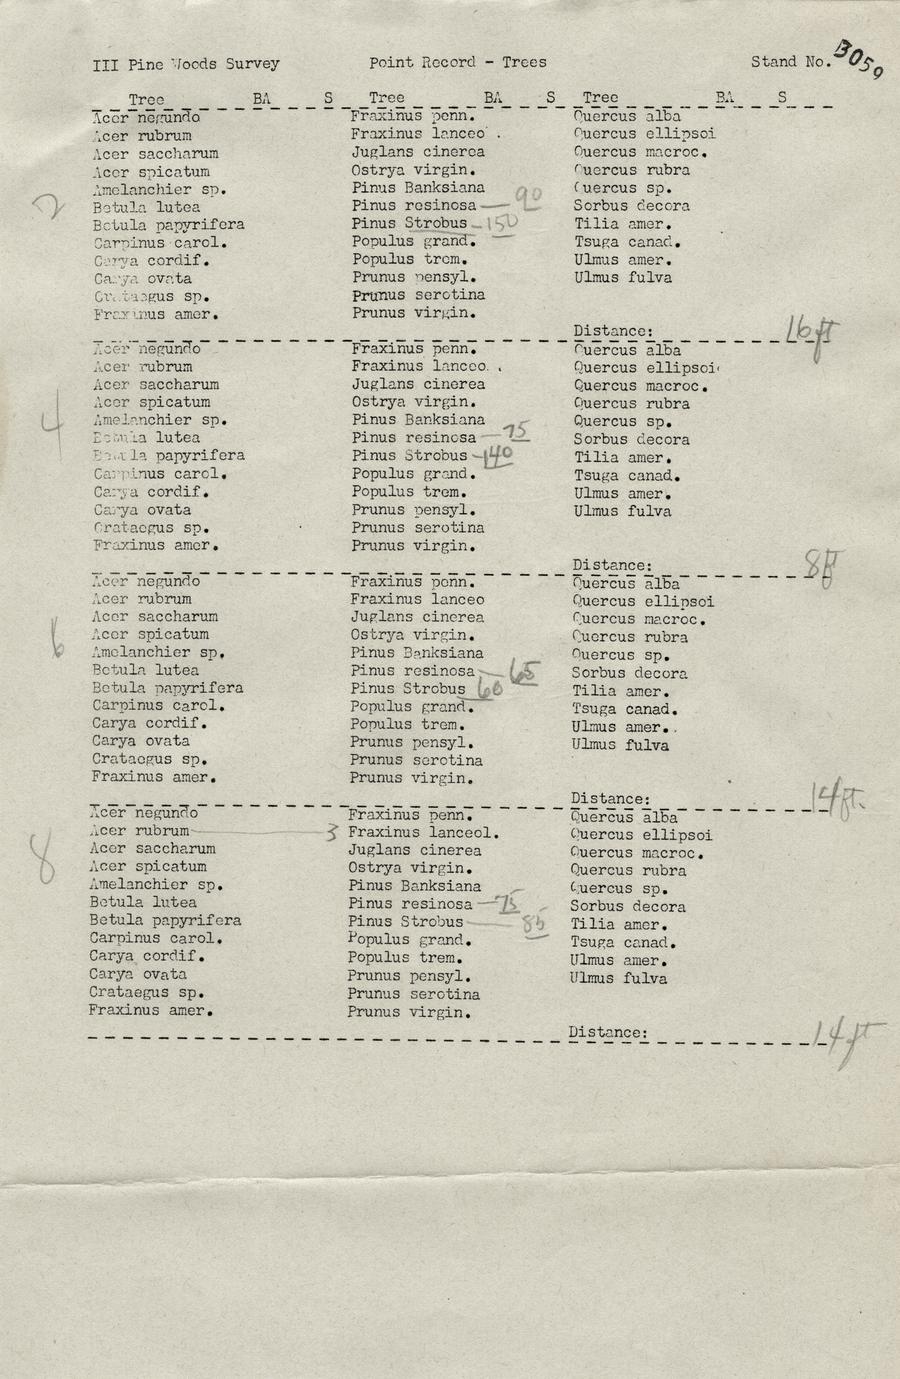 III Pine Woods Survey Point Record - Trees Stand No. B059
Tree BA S Tree BA S Tree BA S
Acer negundo Fraxinus penn. Quercus alba
Acer rubrum Fraxinus lanceo . Quercus ellipsoi
Acer saccharum Juglans cinerea Quercus macroc.
Acer spicatum Ostrya virgin. Quercus rubra
Amelanchier sp. Pinus Banksiana Quercus sp.
2 Betula lutea Pinus resinosa — 90 Sorbus decora
Betula papyrifera Pinus Strobus — 150 Tilia amer.
Carpinus carol. Populus grand. Tsuga canad.
Carya cordif. Populus trem. Ulmus amer.
Carya ovata Prunus pensyl. Ulmus fulva
Crataegus sp. Prunus serotina
Fraxinus amer. Prunus virgin.
Distance: 16 ft
Acer negundo Fraxinus penn. Quercus alba
Acer rubrum Fraxinus lanceo. . Quercus ellipsoi
Acer saccharum Juglans cinerea Quercus macroc.
Acer spicatum Ostrya virgin. Quercus rubra
4 Amelanchier sp. Pinus Banksiana Quercus sp.
Betula lutea Pinus resinosa — 75 Sorbus decora
Betula papyrifera Pinus Strobus — 140 Tilia amer.
Carpinus carol. Populus grand. Tsuga canad.
Carya cordif. Populus trem. Ulmus amer.
Carya ovata Prunus pensyl. Ulmus fulva
Crataegus sp. Prunus serotina
Fraxinus amer. Prunus virgin.
Distance: 8 ft
Acer negundo Fraxinus penn. Quercus alba
Acer rubrum Fraxinus lanceo Quercus ellipsoi
Acer saccharum Juglans cinerea Quercus macroc.
6 Acer spicatum Ostrya virgin. Quercus rubra
Amelanchier sp. Pinus Banksiana Quercus sp.
Betula lutea Pinus resinosa — 65 Sorbus decora
Betula papyrifera Pinus Strobus 60 Tilia amer.
Carpinus carol. Populus grand. Tsuga canad.
Carya cordif. Populus trem. Ulmus amer.
Carya ovata Prunus pensyl. Ulmus fulva
Crataegus sp. Prunus serotina
Fraxinus amer. Prunus virgin.
Distance: 14 ft.
Acer negundo Fraxinus penn. Quercus alba
Acer rubrum — 3 Fraxinus lanceol. Quercus ellipsoi
8 Acer saccharum Juglans cinerea Quercus macroc.
Acer spicatum Ostrya virgin. Quercus rubra
Amelanchier sp. Pinus Banksiana Quercus sp.
Betula lutea Pinus resinosa — 75 Sorbus decora
Betula papyrifera Pinus Strobus — 85 Tilia amer.
Carpinus carol. Populus grand. Tsuga canad.
Carya cordif. Populus trem. Ulmus amer.
Carya ovata Prunus pensyl. Ulmus fulva
Crataegus sp. Prunus serotina
Fraxinus amer. Prunus virgin.
Distance: 14 ft